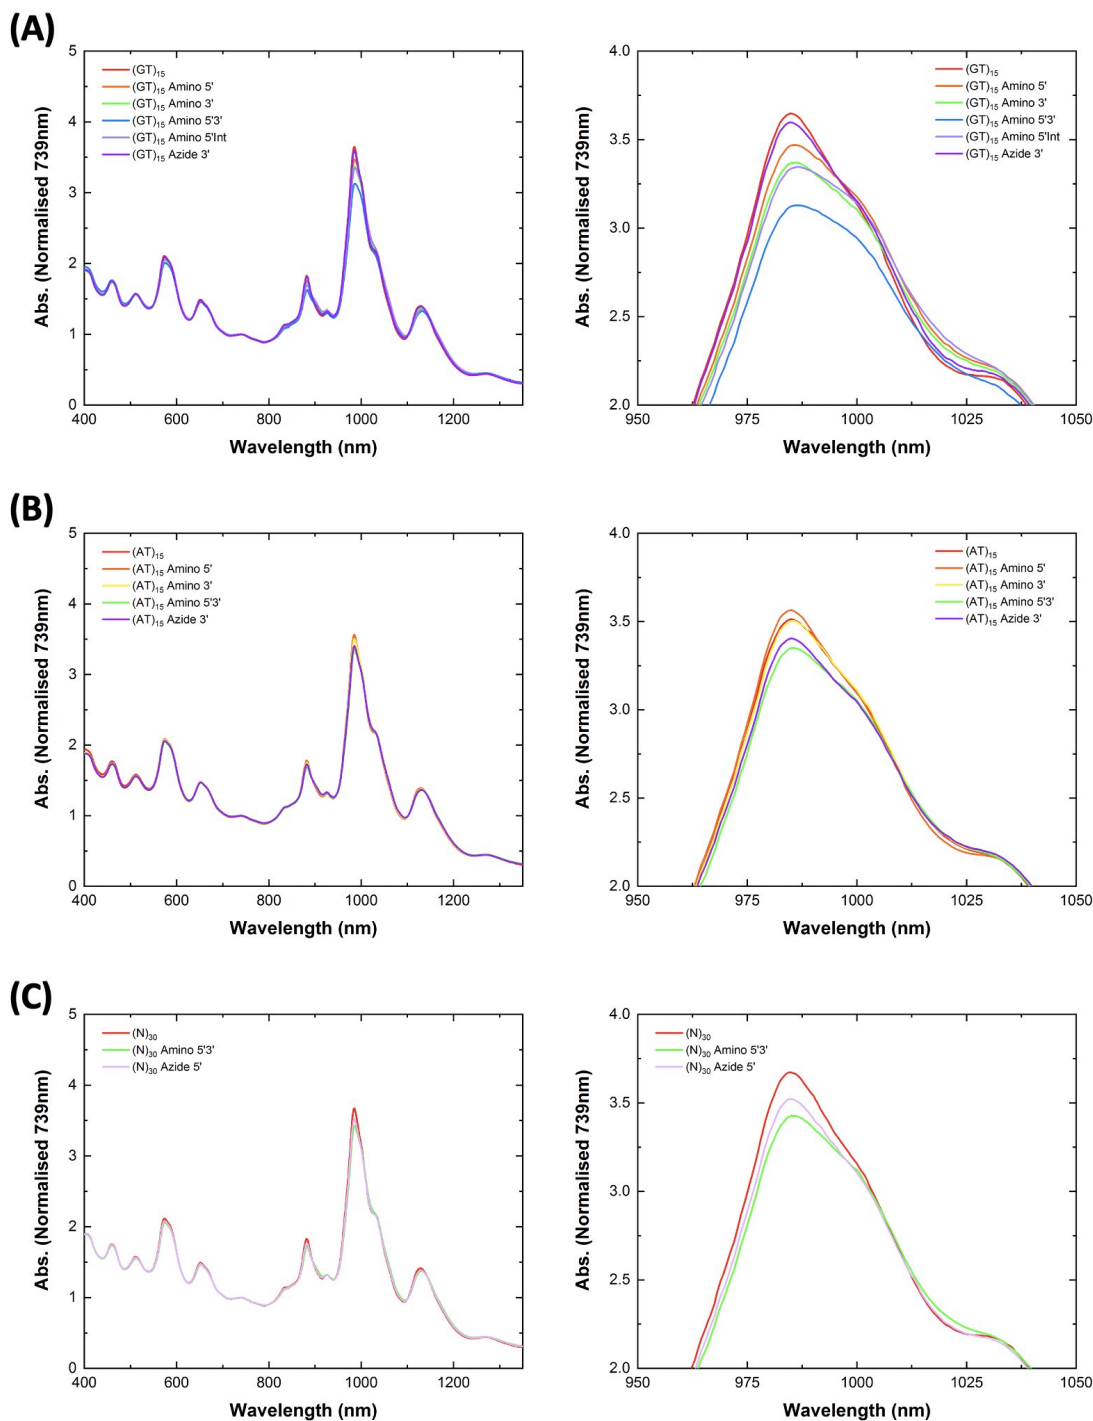 (A)
5
4
3
2
1
0
400 600 800 1000 1200
Abs. (Normalised 739nm)
Wavelength (nm)
(GT)15
(GT)15 Amino 5'
(GT)15 Amino 3'
(GT)15 Amino 5'3'
(GT)15 Amino 5'Int
(GT)15 Azide 3'
4.0
3.5
3.0
2.5
2.0
950 975 1000 1025 1050
Abs. (Normalised 739nm)
Wavelength (nm)
(GT)15
(GT)15 Amino 5'
(GT)15 Amino 3'
(GT)15 Amino 5'3'
(GT)15 Amino 5'Int
(GT)15 Azide 3'
(B)
5
4
3
2
1
0
400 600 800 1000 1200
Abs. (Normalised 739nm)
Wavelength (nm)
(AT)15
(AT)15 Amino 5'
(AT)15 Amino 3'
(AT)15 Amino 5'3'
(AT)15 Azide 3'
4.0
3.5
3.0
2.5
2.0
950 975 1000 1025 1050
Abs. (Normalised 739nm)
Wavelength (nm)
(AT)15
(AT)15 Amino 5'
(AT)15 Amino 3'
(AT)15 Amino 5'3'
(AT)15 Azide 3'
(C)
5
4
3
2
1
0
400 600 800 1000 1200
Abs. (Normalised 739nm)
Wavelength (nm)
(N)30
(N)30 Amino 5'3'
(N)30 Azide 5'
4.0
3.5
3.0
2.5
2.0
950 975 1000 1025 1050
Abs. (Normalised 739nm)
Wavelength (nm)
(N)30
(N)30 Amino 5'3'
(N)30 Azide 5'